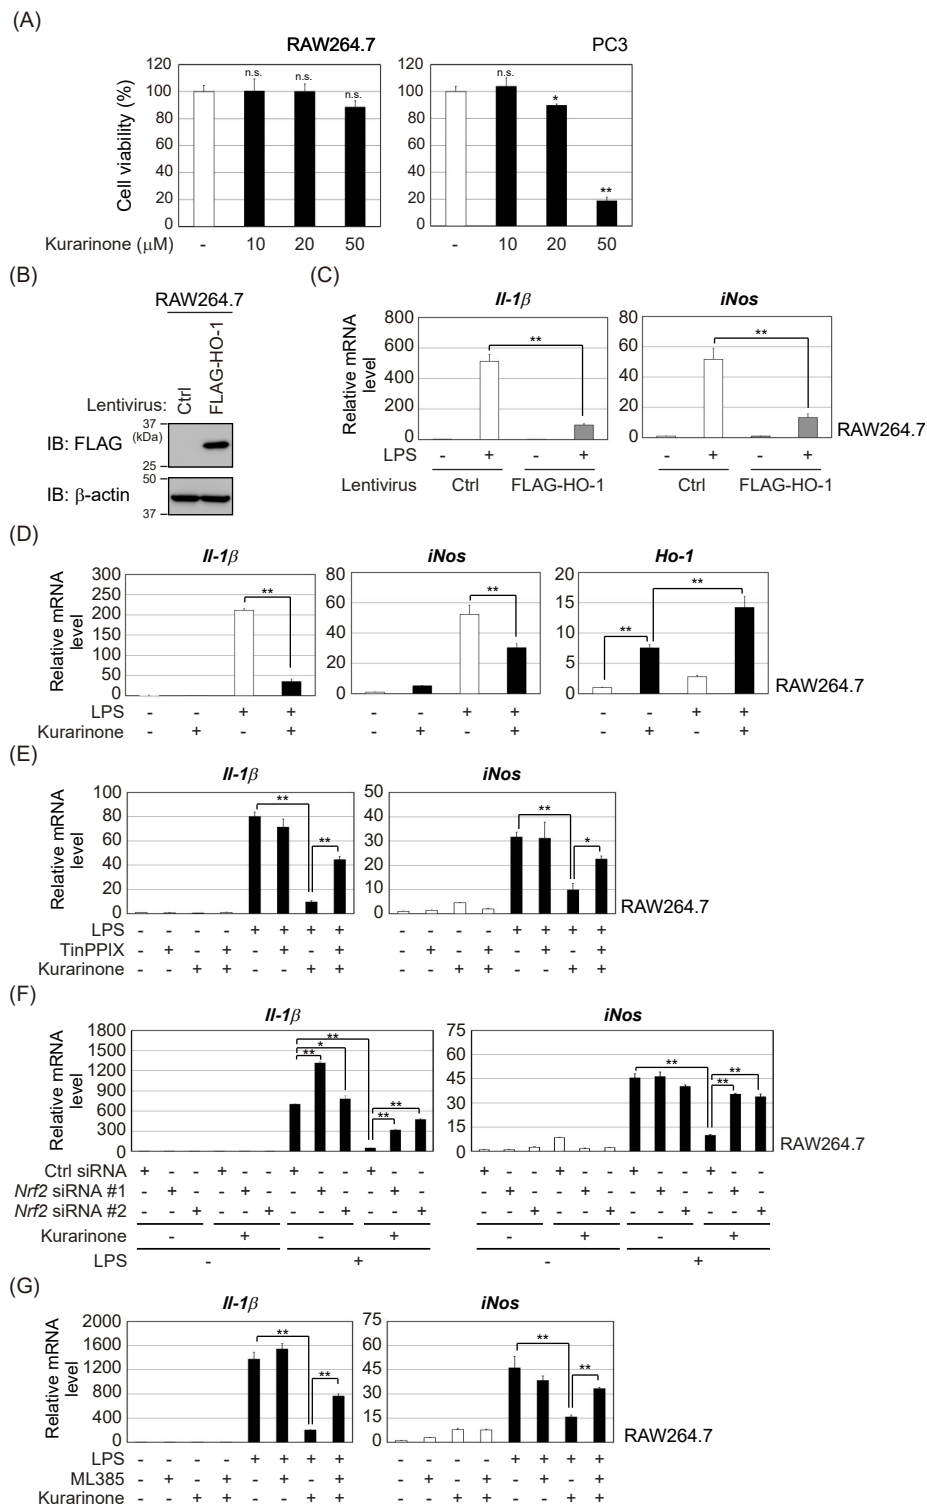 (A)
RAW264.7 PC3
Cell viability (%)
120 120
100 100
80 80
60 60
40 40
20 20
0 0
n.s. n.s. n.s. n.s. * **
Kurarinone (μM) - 10 20 50 - 10 20 50
(B)
RAW264.7
Lentivirus: Ctrl FLAG-HO-1
37
(kDa)
IB: FLAG
25
50
IB: β-actin
37
(C)
Il-1β iNos
Relative mRNA
level
800 80
600 60
400 40
200 20
0 0
** **
RAW264.7
LPS - + - + - + - +
Lentivirus Ctrl FLAG-HO-1 Ctrl FLAG-HO-1
(D)
Il-1β iNos Ho-1
Relative mRNA
level
300 80 20
250 60 15
200 40 10
150 20 5
100 0 0
50
0
** ** ** **
RAW264.7
LPS - - + + - - + + - - + +
Kurarinone - + - + - + - + - + - +
(E)
Il-1β iNos
Relative mRNA
level
100 50
80 40
60 30
40 20
20 10
0 0
** ** ** *
RAW264.7
LPS - - - - + + + + - - - - + + + +
TinPPIX - + - + - + - + - + - + - + - +
Kurarinone - - + + - - + + - - + + - - + +
(F)
Il-1β iNos
Relative mRNA
level
1800 75
1500 60
1200 45
900 30
600 15
300 0
0
** * ** ** ** ** ** **
RAW264.7
Ctrl siRNA + - - + - - + - - + - - + - - + - - + - - + - -
Nrf2 siRNA #1 - + - - + - - + - - + - - + - - + - - + - - + -
Nrf2 siRNA #2 - - + - - + - - + - - + - - + - - + - - + - - +
Kurarinone - + - + - + - +
LPS - + - +
(G)
Il-1β iNos
Relative mRNA
level
2000 75
1600 60
1200 45
800 30
400 15
0 0
** ** ** **
RAW264.7
LPS - - - - + + + + - - - - + + + +
ML385 - + - + - + - + - + - + - + - +
Kurarinone - - + + - - + + - - + + - - + +